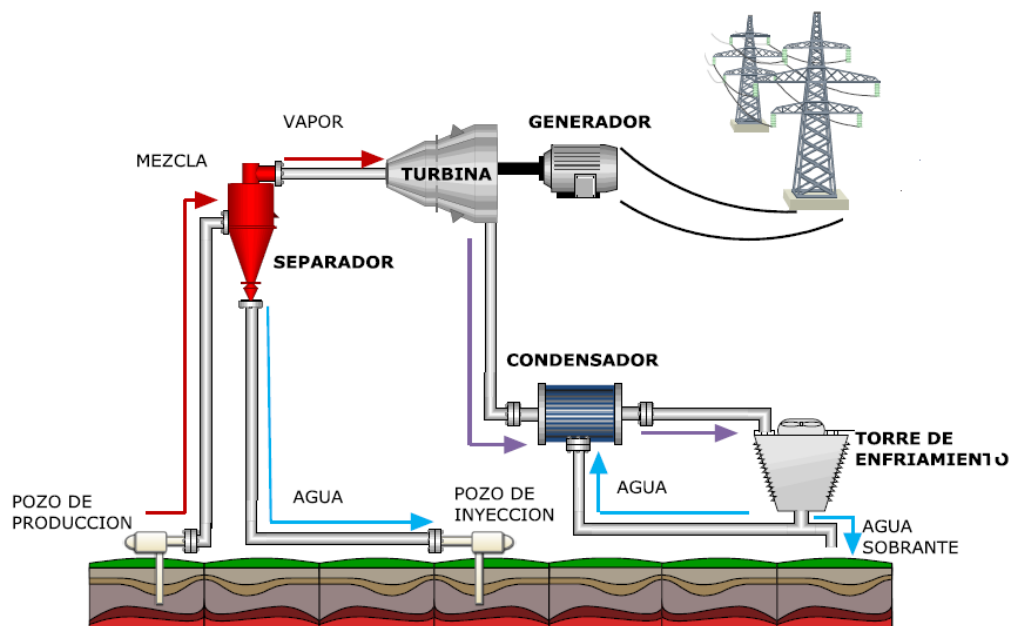 VAPOR
GENERADOR
MEZCLA
TURBINA
SEPARADOR
CONDENSADOR
TORRE DE
ENFRIAMIENTO
POZO DE
PRODUCCION
AGUA
POZO DE
INYECCION
AGUA
AGUA
SOBRANTE